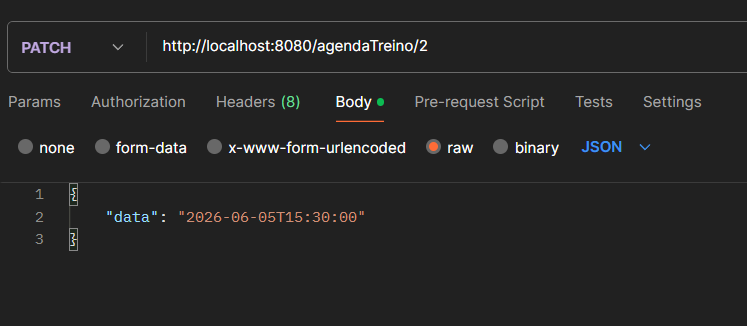 PATCH http://localhost:8080/agendaTreino/2
Params Authorization Headers (8) Body Pre-request Script Tests Settings
none form-data x-www-form-urlencoded raw binary JSON
1 {
2 "data": "2026-06-05T15:30:00"
3 }